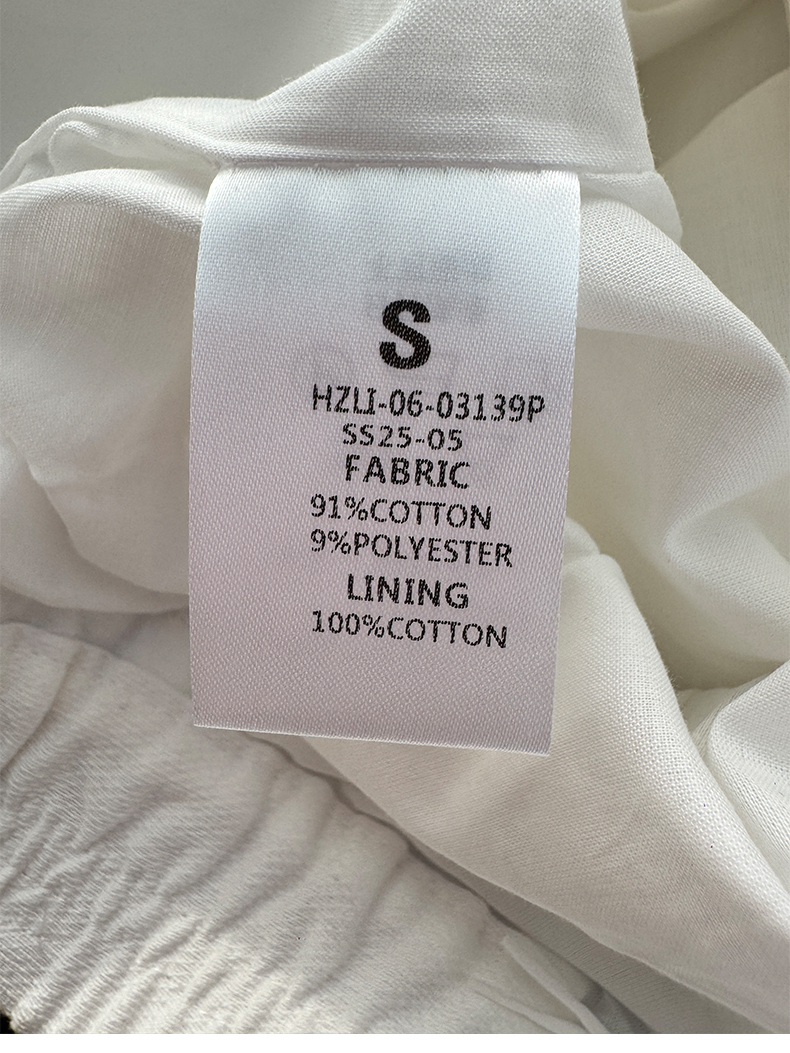 S
HZLI-06-03139P
SS25-05
FABRIC
91%COTTON
9%POLYESTER
LINING
100%COTTON